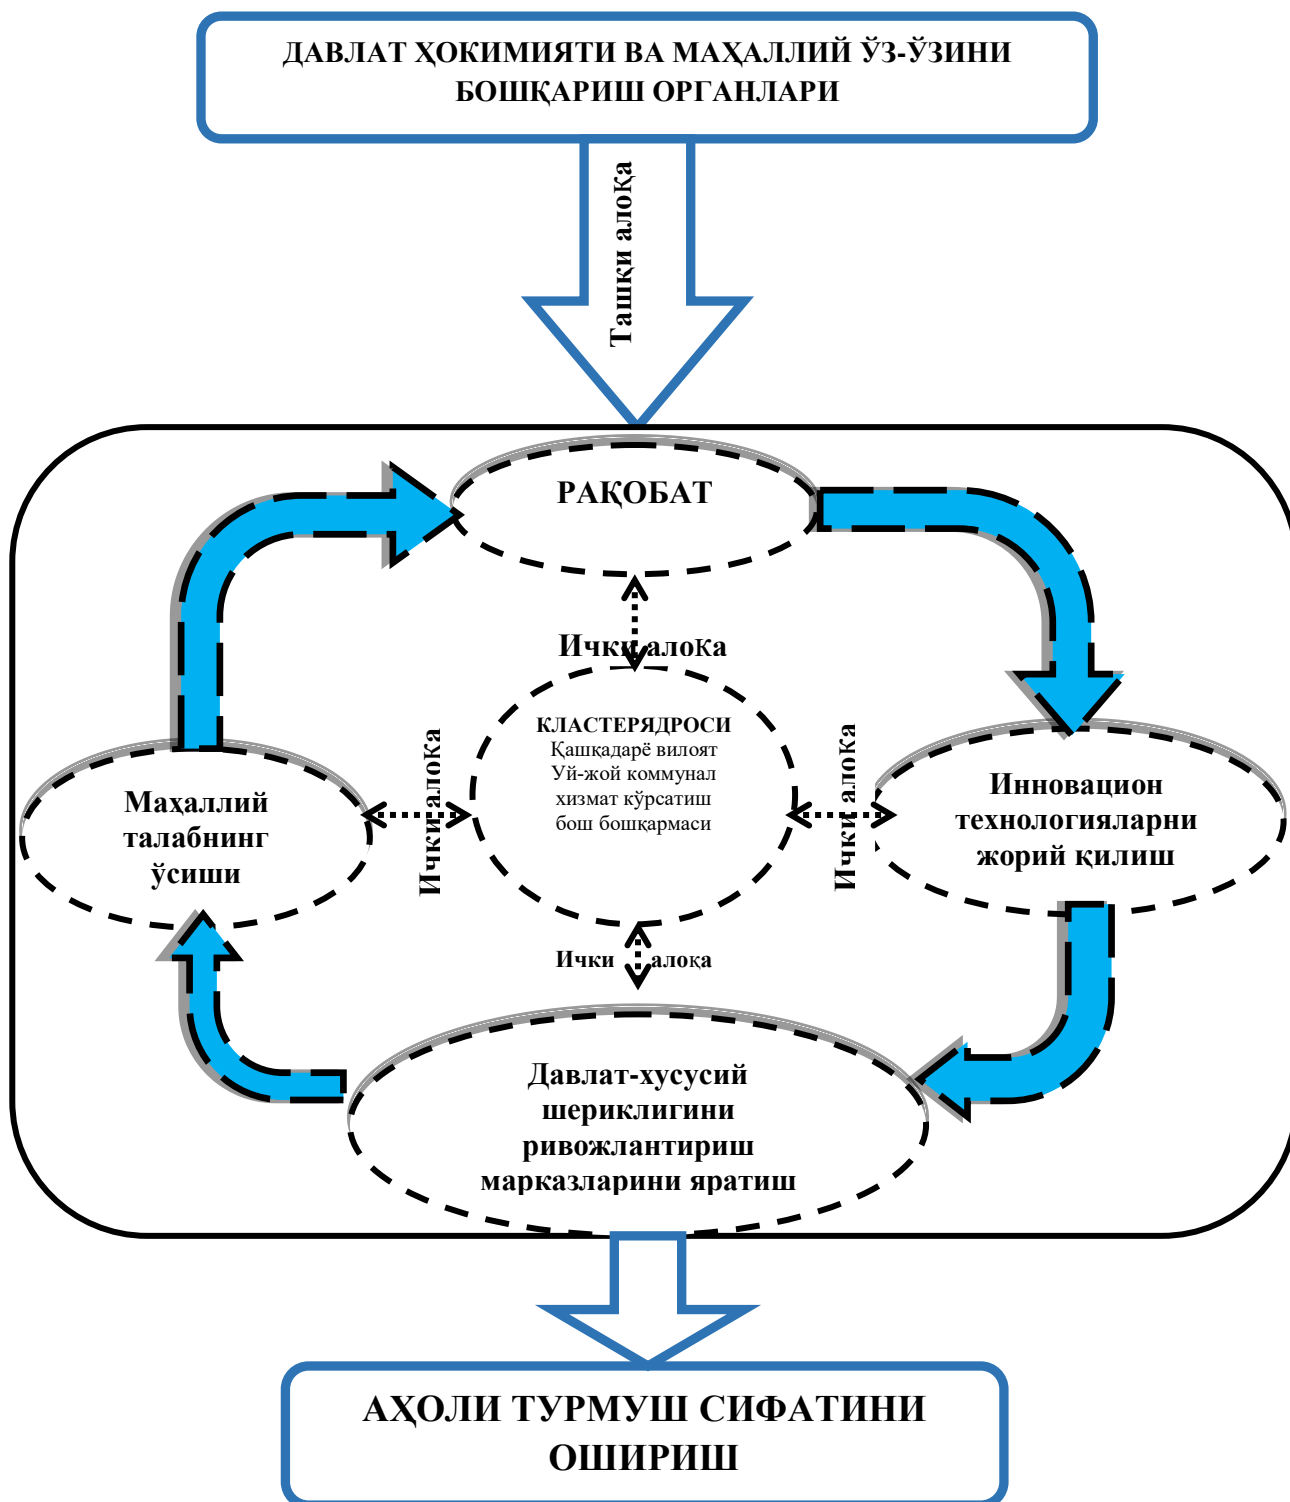 ДАВЛАТ ҲОКИМИЯТИ ВА МАҲАЛЛИЙ ЎЗ-ЎЗИНИ
БОШҚАРИШ ОРГАНЛАРИ
Ташқи алоқа
РАҚОБАТ
Ички алоқа
КЛАСТЕРЯДРОСИ
Қашқадарё вилоят
Уй-жой коммунал
хизмат кўрсатиш
бош бошқармаси
Ички алоқа
Ички алоқа
Маҳаллий
талабнинг
ўсиши
Инновацион
технологияларни
жорий қилиш
Ички алоқа
Давлат-хусусий
шериклигини
ривожлантириш
марказларини яратиш
АҲОЛИ ТУРМУШ СИФАТИНИ
ОШИРИШ